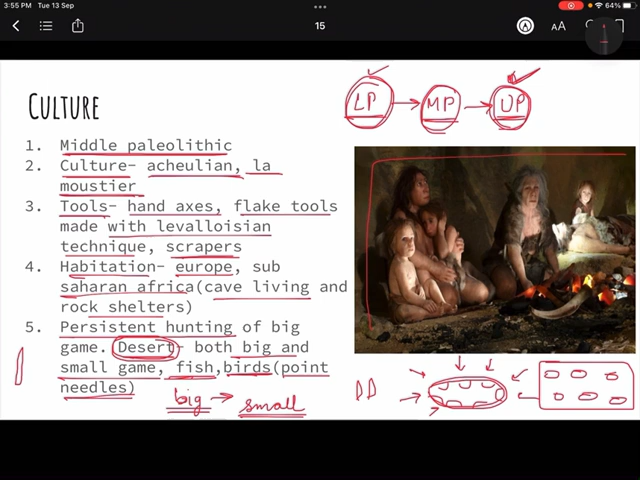 3:55 PM Tue 13 Sep
64%
15
AA
CULTURE
1. Middle paleolithic
2. Culture- acheulian, la
moustier
3. Tools- hand axes, flake tools
made with levalloisian
technique, scrapers
4. Habitation- europe, sub
saharan africa(cave living and
rock shelters)
5. Persistent hunting of big
game. Desert- both big and
small game, fish,birds(point
needles)
big → small
LP → MP → UP